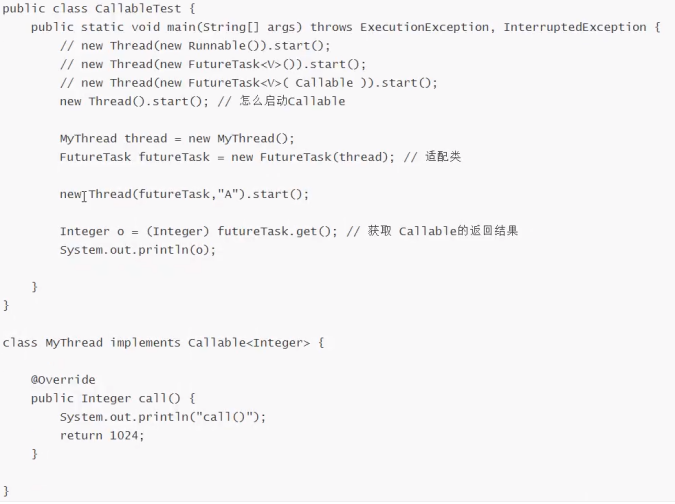 public class CallableTest {
    public static void main(String[] args) throws ExecutionException, InterruptedException {
        // new Thread(new Runnable()).start();
        // new Thread(new FutureTask<V>()).start();
        // new Thread(new FutureTask<V>( Callable )).start();
        new Thread().start(); // 怎么启动Callable
        MyThread thread = new MyThread();
        FutureTask futureTask = new FutureTask(thread); // 适配类
        new Thread(futureTask,"A").start();
        Integer o = (Integer) futureTask.get(); // 获取 Callable的返回结果
        System.out.println(o);
    }
}
class MyThread implements Callable<Integer> {
    @Override
    public Integer call() {
        System.out.println("call()");
        return 1024;
    }
}